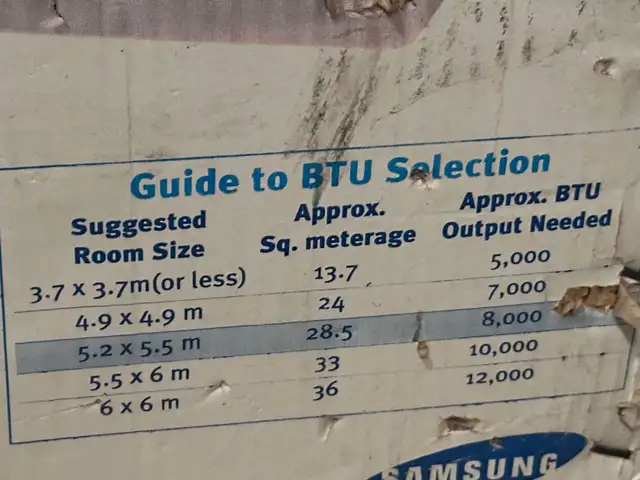 Guide to BTU Selection
Suggested Room Size Approx. Sq. meterage Approx. BTU Output Needed
3.7 x 3.7m(or less) 13.7 5,000
4.9 x 4.9 m 24 7,000
5.2 x 5.5 m 28.5 8,000
5.5 x 6 m 33 10,000
6 x 6 m 36 12,000
SAMSUNG